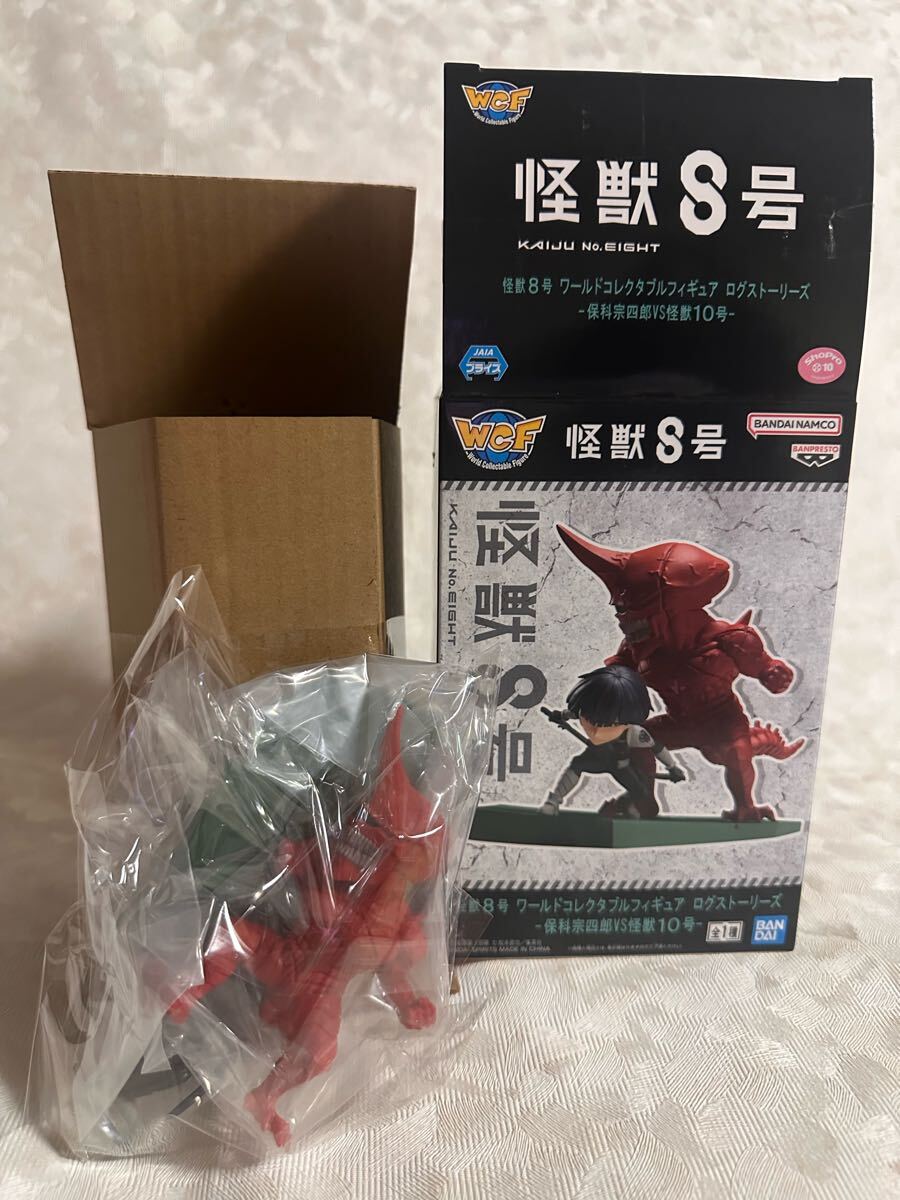 WCF
-World Collectable Figure-
怪獣8号
KAIJU No.EIGHT
怪獣8号 ワールドコレクタブルフィギュア ログストーリーズ
-保科宗四郎VS怪獣10号-
JAIA
プライズ
ShoPro
10
WCF
-World Collectable Figure-
怪獣8号
BANDAI NAMCO
BANPRESTO
KAIJU No.EIGHT
怪獣8号
怪獣8号 ワールドコレクタブルフィギュア ログストーリーズ
-保科宗四郎VS怪獣10号-
全1種
BAN
DAI
MADE IN CHINA